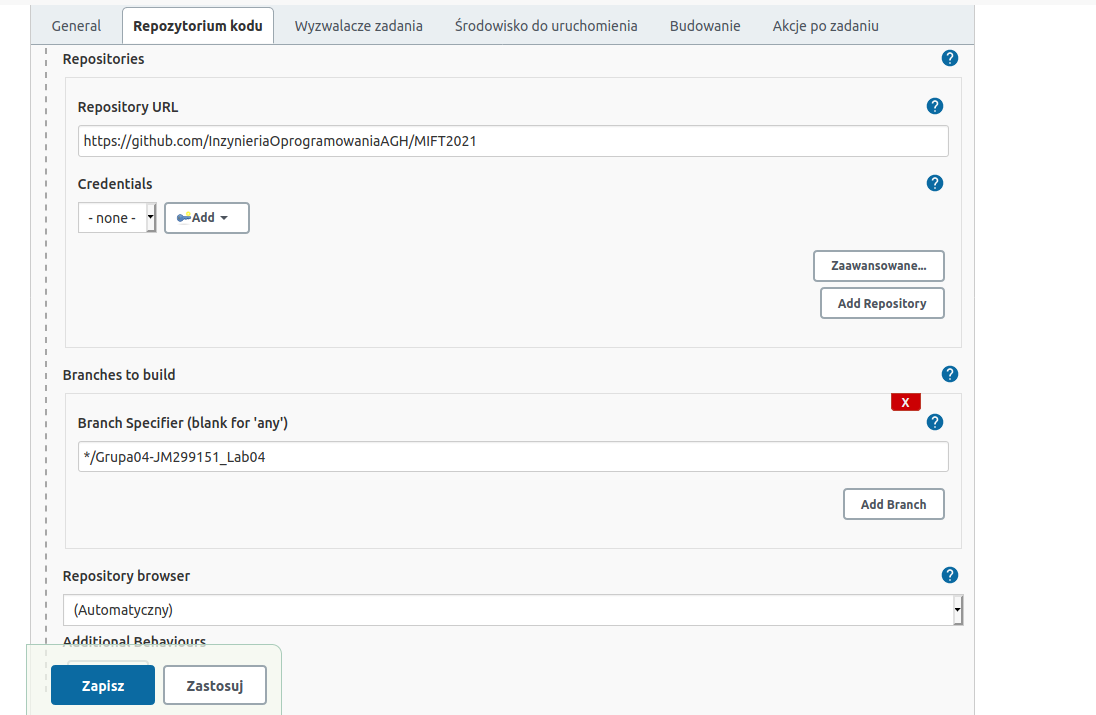 General Repozytorium kodu Wyzwalacze zadania Środowisko do uruchomienia Budowanie Akcje po zadaniu
Repositories ?
Repository URL ?
https://github.com/InzynieriaOprogramowaniaAGH/MIFT2021
Credentials ?
- none - Add
Zaawansowane...
Add Repository
Branches to build ?
X
Branch Specifier (blank for 'any') ?
*/Grupa04-JM299151_Lab04
Add Branch
Repository browser ?
(Automatyczny)
Additional Behaviours
Zapisz Zastosuj